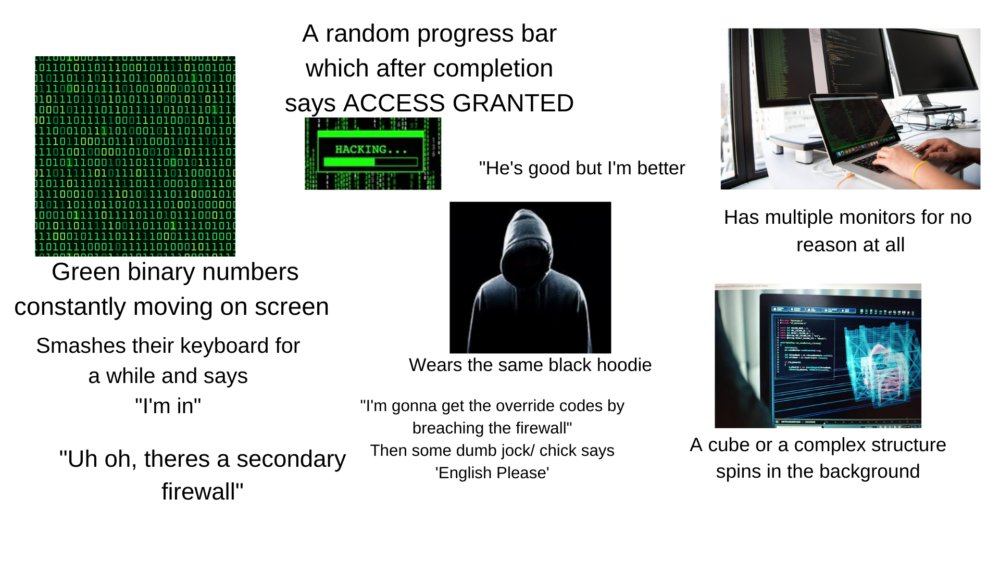 A random progress bar
which after completion
says ACCESS GRANTED
HACKING...
"He's good but I'm better
Has multiple monitors for no
reason at all
Green binary numbers
constantly moving on screen
Smashes their keyboard for
a while and says
"I'm in"
"Uh oh, theres a secondary
firewall"
Wears the same black hoodie
"I'm gonna get the override codes by
breaching the firewall"
Then some dumb jock/ chick says
'English Please'
A cube or a complex structure
spins in the background